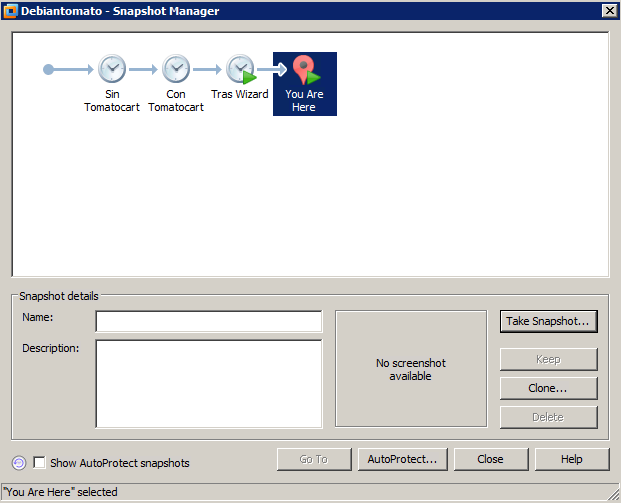 Debiantomato - Snapshot Manager
Sin
Tomatocart
Con
Tomatocart
Tras Wizard
You Are
Here
Snapshot details
Name:
Description:
No screenshot
available
Take Snapshot...
Keep
Clone...
Delete
Show AutoProtect snapshots
Go To
AutoProtect...
Close
Help
"You Are Here" selected